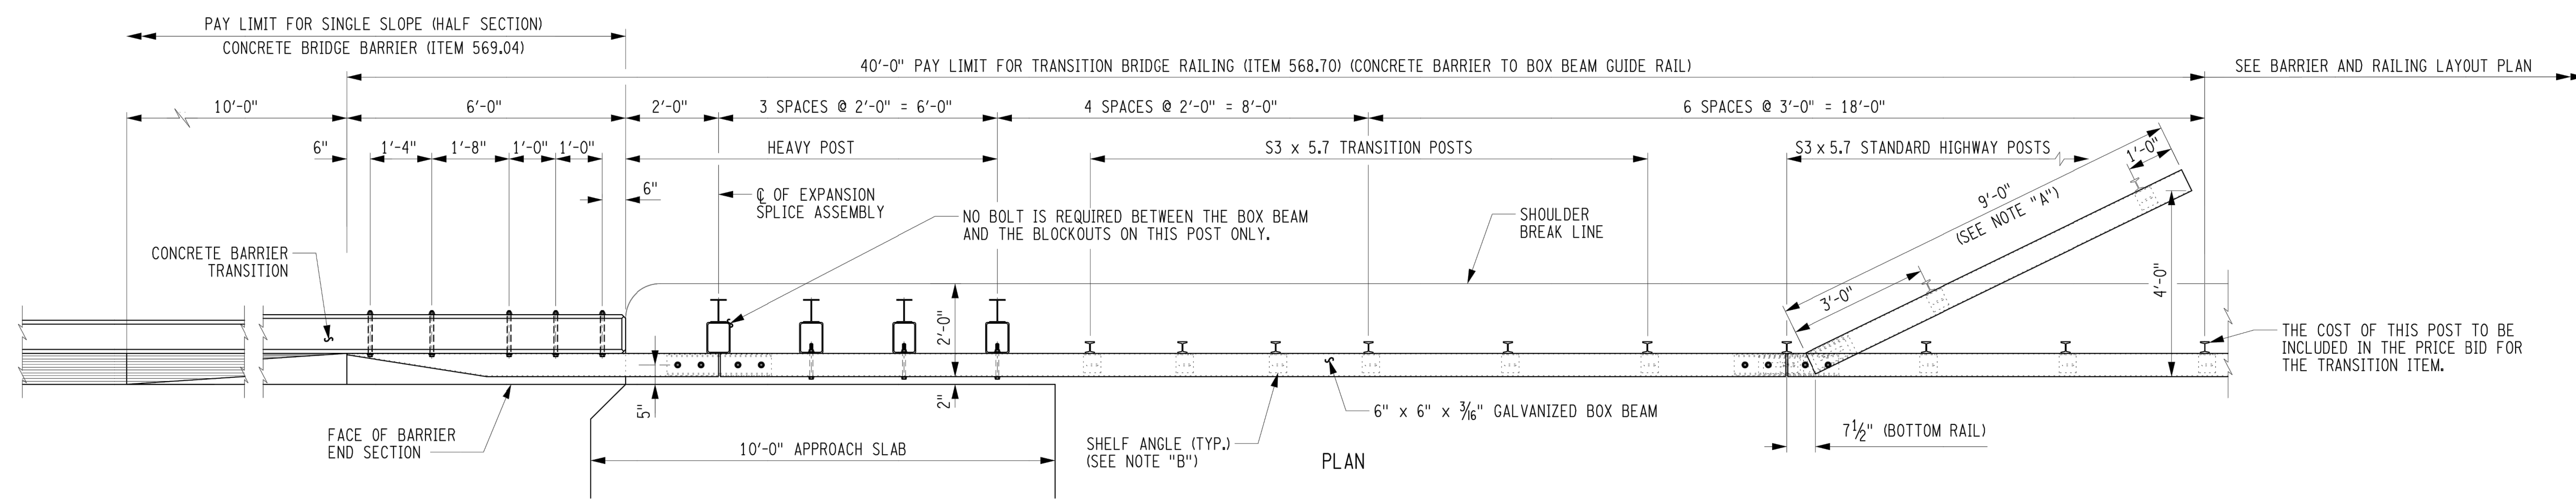 PAY LIMIT FOR SINGLE SLOPE (HALF SECTION)
CONCRETE BRIDGE BARRIER (ITEM 569.04)
40'-0" PAY LIMIT FOR TRANSITION BRIDGE RAILING (ITEM 568.70) (CONCRETE BARRIER TO BOX BEAM GUIDE RAIL)
SEE BARRIER AND RAILING LAYOUT PLAN
10'-0"
6'-0"
2'-0"
3 SPACES @ 2'-0" = 6'-0"
4 SPACES @ 2'-0" = 8'-0"
6 SPACES @ 3'-0" = 18'-0"
6"
1'-4"
1'-8"
1'-0"
1'-0"
HEAVY POST
S3 x 5.7 TRANSITION POSTS
S3 x 5.7 STANDARD HIGHWAY POSTS
1'-0"
6"
℄ OF EXPANSION
SPLICE ASSEMBLY
9'-0"
(SEE NOTE "A")
NO BOLT IS REQUIRED BETWEEN THE BOX BEAM
AND THE BLOCKOUTS ON THIS POST ONLY.
SHOULDER
BREAK LINE
CONCRETE BARRIER
TRANSITION
3'-0"
4'-0"
2'-0"
THE COST OF THIS POST TO BE
INCLUDED IN THE PRICE BID FOR
THE TRANSITION ITEM.
5"
2"
6" x 6" x 3/16" GALVANIZED BOX BEAM
FACE OF BARRIER
END SECTION
7 1/2" (BOTTOM RAIL)
10'-0" APPROACH SLAB
SHELF ANGLE (TYP.)
(SEE NOTE "B")
PLAN